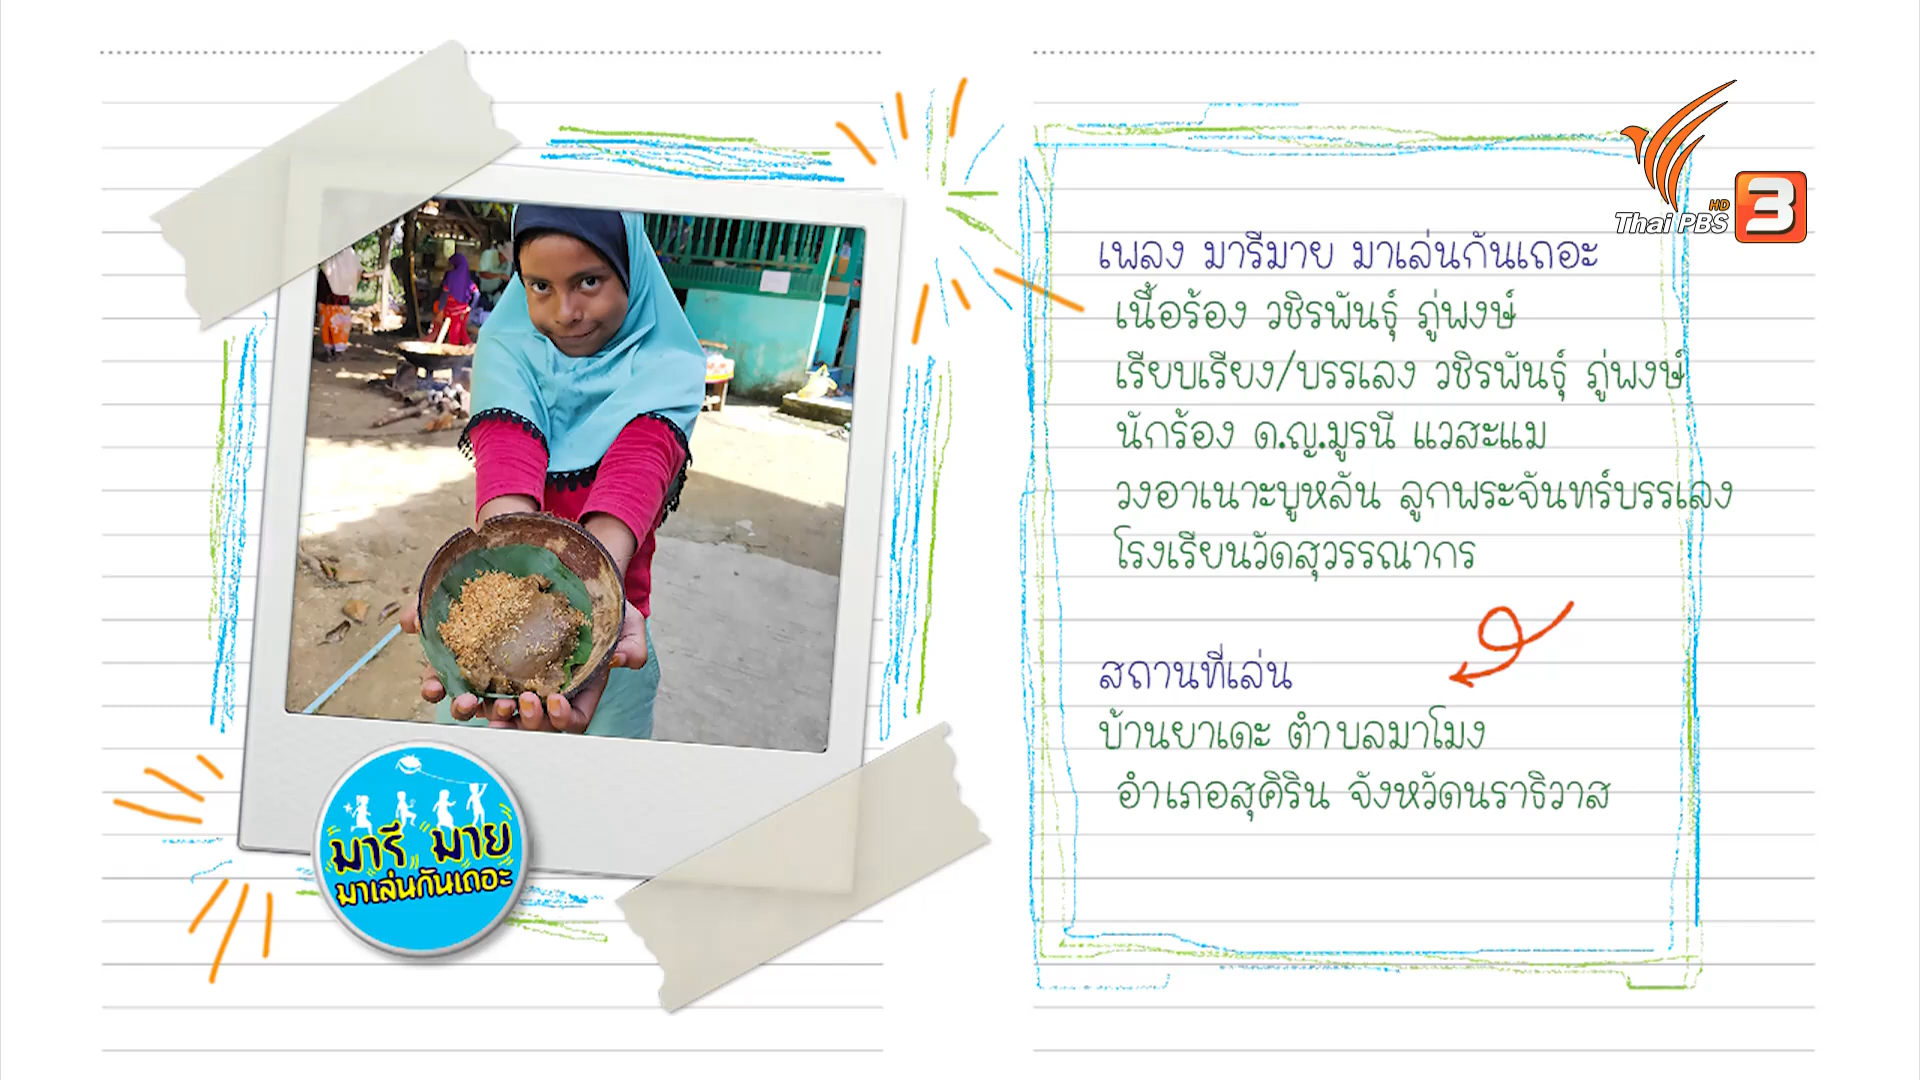 Thai PBS HD 3
เพลง มารีมาย มาเล่นกันเถอะ
เนื้อร้อง วชิรพันธุ์ ภู่พงษ์
เรียบเรียง/บรรเลง วชิรพันธุ์ ภู่พงษ์
นักร้อง ด.ญ.มูรนี แวสะแม
วงอาเนาะบูหลัน ลูกพระจันทร์บรรเลง
โรงเรียนวัดสุวรรณากร
สถานที่เล่น
บ้านยาเดะ ตำบลมาโมง
อำเภอสุคิริน จังหวัดนราธิวาส
มารี มาย
มาเล่นกันเถอะ